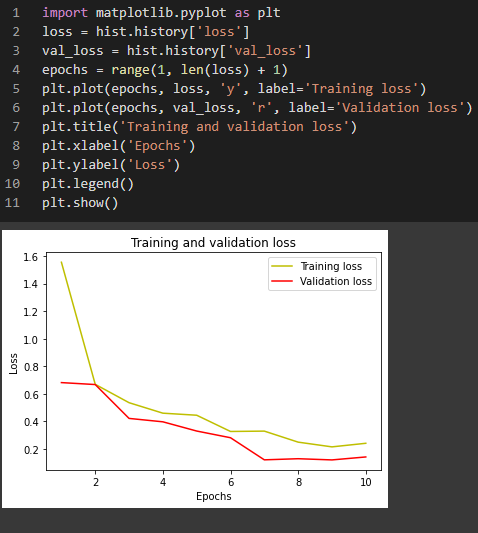 1 import matplotlib.pyplot as plt
2 loss = hist.history['loss']
3 val_loss = hist.history['val_loss']
4 epochs = range(1, len(loss) + 1)
5 plt.plot(epochs, loss, 'y', label='Training loss')
6 plt.plot(epochs, val_loss, 'r', label='Validation loss')
7 plt.title('Training and validation loss')
8 plt.xlabel('Epochs')
9 plt.ylabel('Loss')
10 plt.legend()
11 plt.show()
Training and validation loss
Training loss
Validation loss
1.6
1.4
1.2
1.0
0.8
0.6
0.4
0.2
Loss
2 4 6 8 10
Epochs